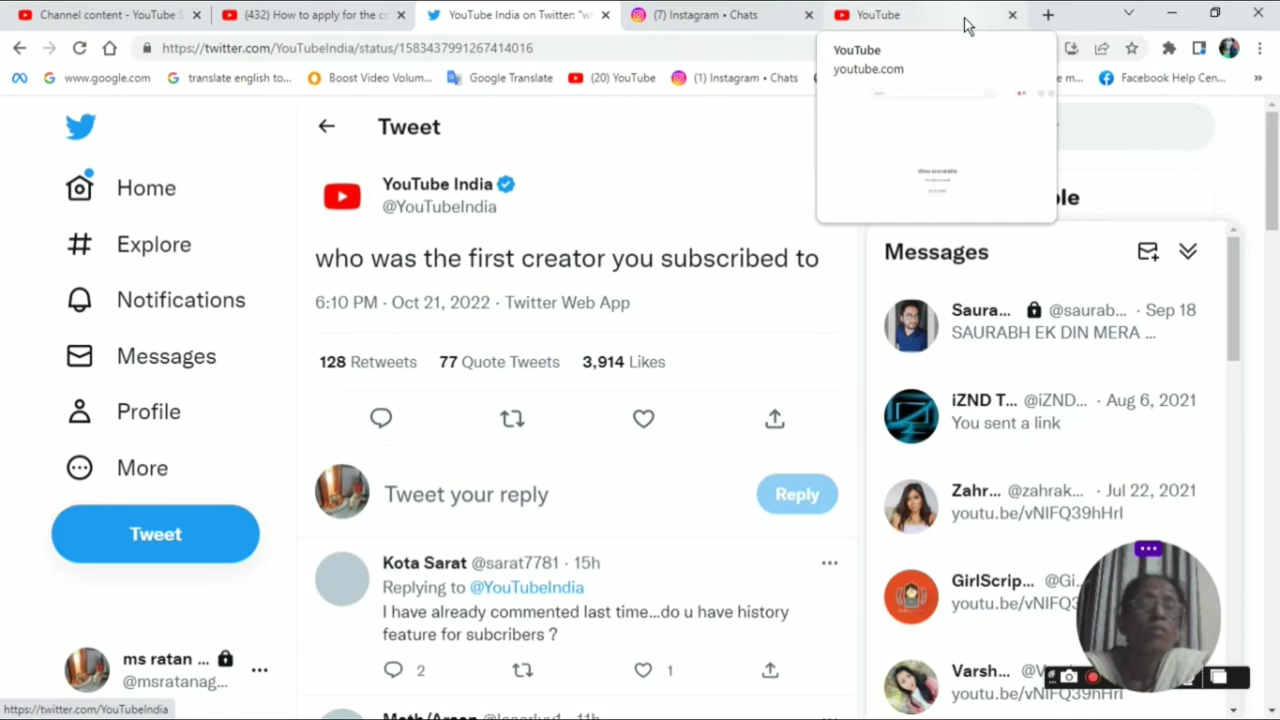 Channel content - YouTube S
(432) How to apply for the c
YouTube India on Twitter: "w
(7) Instagram • Chats
YouTube
https://twitter.com/YouTubeIndia/status/1583437991267414016
www.google.com
translate english to...
Boost Video Volum...
Google Translate
(20) YouTube
(1) Instagram • Chats
Facebook Help Cen...
YouTube
youtube.com
Home
Explore
Notifications
Messages
Profile
More
Tweet
ms ratan ...
@msratanag...
https://twitter.com/YouTubeIndia
Tweet
YouTube India
@YouTubeIndia
who was the first creator you subscribed to
6:10 PM · Oct 21, 2022 · Twitter Web App
128 Retweets 77 Quote Tweets 3,914 Likes
Tweet your reply
Reply
Kota Sarat @sarat7781 · 15h
Replying to @YouTubeIndia
I have already commented last time...do u have history
feature for subcribers ?
2
1
Messages
Saura... @saurab... · Sep 18
SAURABH EK DIN MERA ...
iZND T... @iZND... · Aug 6, 2021
You sent a link
Zahr... @zahrak... · Jul 22, 2021
youtu.be/vNIFQ39hHrI
GirlScrip... @Gi...
youtu.be/vNIFQ39
Varsh...
youtu.be/vNIFQ39hHrI